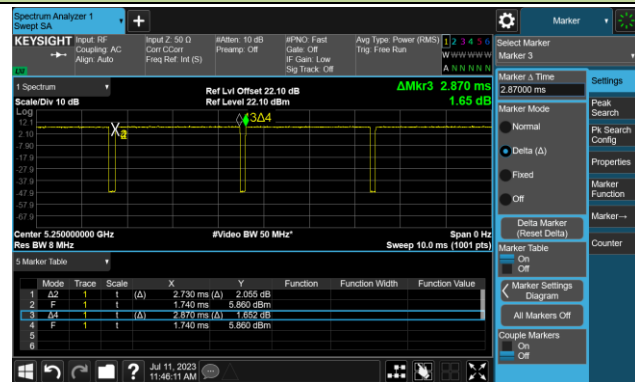 Spectrum Analyzer 1
Swept SA
Marker
KEYSIGHT
Input: RF
Coupling: AC
Align: Auto
Input Z: 50 Ω
Corr CCorr
Freq Ref: Int (S)
#Atten: 10 dB
Preamp: Off
#PNO: Fast
Gate: Off
IF Gain: Low
Sig Track: Off
Avg Type: Power (RMS)
Trig: Free Run
1 2 3 4 5 6
W W W W W W
A N N N N N
LXI
Select Marker
Marker 3
1 Spectrum
Scale/Div 10 dB
Log
Ref Lvl Offset 22.10 dB
Ref Level 22.10 dBm
ΔMkr3 2.870 ms
1.65 dB
12.1
2.10
-7.90
-17.9
-27.9
-37.9
-47.9
-57.9
-67.9
3Δ4
Center 5.250000000 GHz
Res BW 8 MHz
#Video BW 50 MHz*
Span 0 Hz
Sweep 10.0 ms (1001 pts)
5 Marker Table
Mode Trace Scale X Y Function Function Width Function Value
1 Δ2 1 t (Δ) 2.730 ms (Δ) 2.055 dB
2 F 1 t 1.740 ms 5.860 dBm
3 Δ4 1 t (Δ) 2.870 ms (Δ) 1.652 dB
4 F 1 t 1.740 ms 5.860 dBm
5
6
Marker Δ Time
2.87000 ms
Marker Mode
Normal
Delta (Δ)
Fixed
Off
Delta Marker
(Reset Delta)
Marker Table
On
Off
Marker Settings
Diagram
All Markers Off
Couple Markers
On
Off
Settings
Peak
Search
Pk Search
Config
Properties
Marker
Function
Marker→
Counter
?
Jul 11, 2023
11:46:11 AM